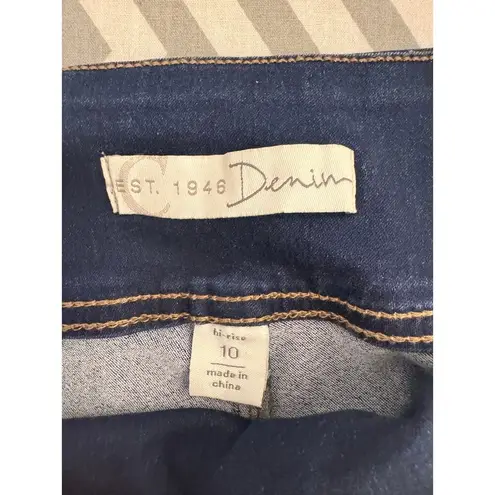 C
EST. 1946 Denim
hi-rise
10
made in
china